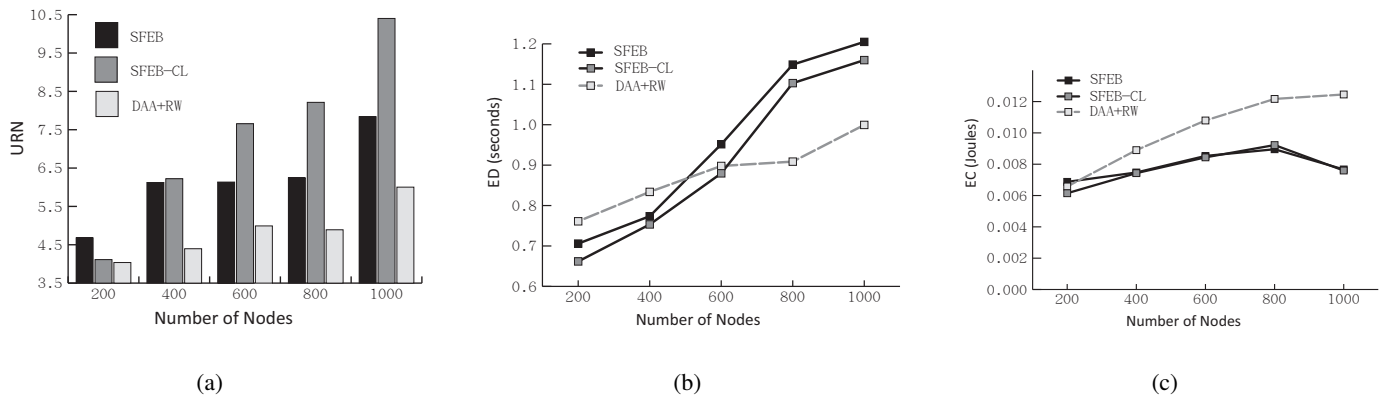 10.5
9.5
8.5
7.5
6.5
5.5
4.5
3.5
URN
SFEB
SFEB-CL
DAA+RW
200 400 600 800 1000
Number of Nodes
(a)
1.2
1.1
1.0
0.9
0.8
0.7
0.6
ED (seconds)
SFEB
SFEB-CL
DAA+RW
200 400 600 800 1000
Number of Nodes
(b)
0.012
0.010
0.008
0.006
0.004
0.002
0.000
EC (Joules)
SFEB
SFEB-CL
DAA+RW
200 400 600 800 1000
Number of Nodes
(c)